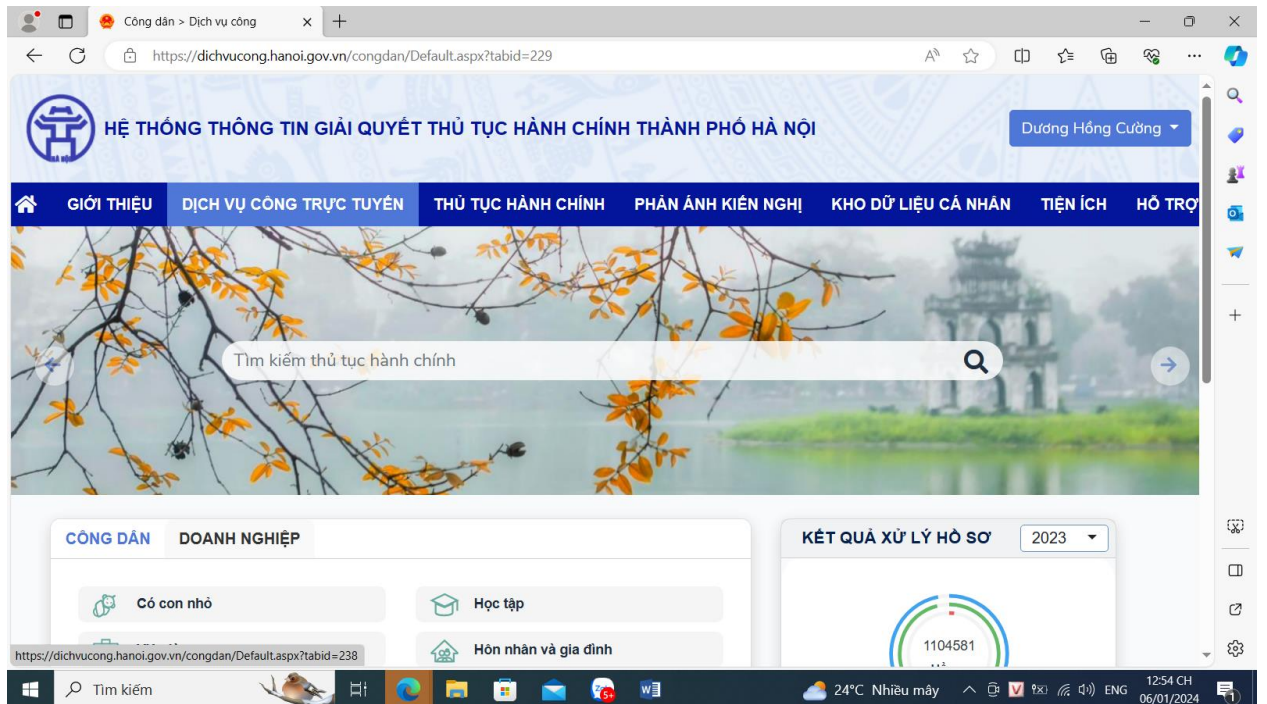 Công dân > Dịch vụ công
https://dichvucong.hanoi.gov.vn/congdan/Default.aspx?tabid=229
HỆ THỐNG THÔNG TIN GIẢI QUYẾT THỦ TỤC HÀNH CHÍNH THÀNH PHỐ HÀ NỘI
Dương Hồng Cường
HÀ NỘI
GIỚI THIỆU DỊCH VỤ CÔNG TRỰC TUYẾN THỦ TỤC HÀNH CHÍNH PHẢN ÁNH KIẾN NGHỊ KHO DỮ LIỆU CÁ NHÂN TIỆN ÍCH HỖ TRỢ
Tìm kiếm thủ tục hành chính
CÔNG DÂN DOANH NGHIỆP
KẾT QUẢ XỬ LÝ HỒ SƠ 2023
Có con nhỏ Học tập
Hôn nhân và gia đình
1104581
https://dichvucong.hanoi.gov.vn/congdan/Default.aspx?tabid=238
Tìm kiếm
24°C Nhiều mây
ENG
12:54 CH
06/01/2024